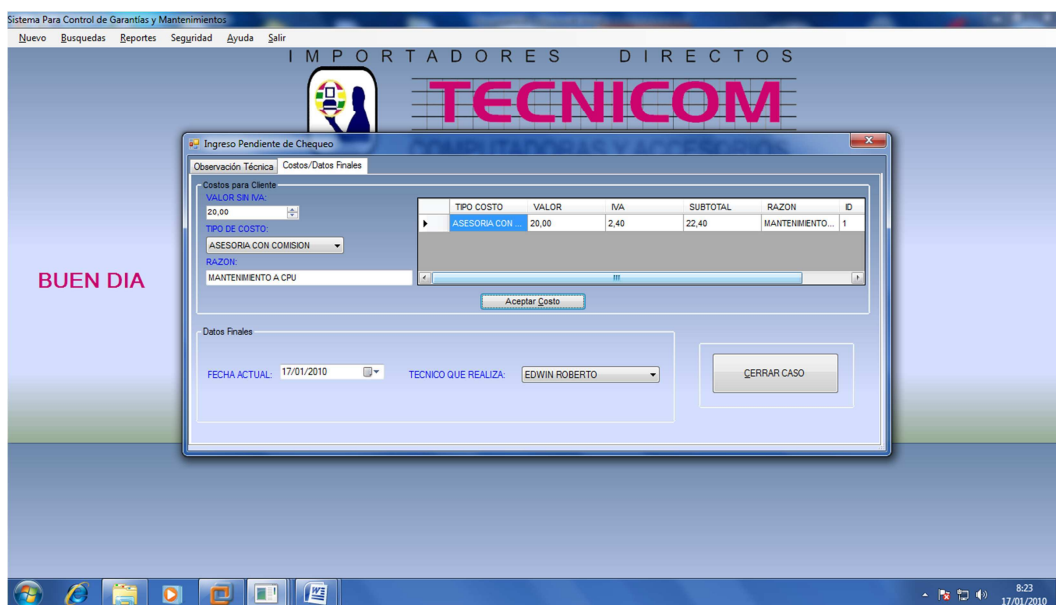 Sistema Para Control de Garantías y Mantenimientos
Nuevo Busquedas Reportes Seguridad Ayuda Salir
IMPORTADORES DIRECTOS
TECNICOM
COMPUTADORAS Y ACCESORIOS
Ingreso Pendiente de Chequeo
Observación Técnica Costos/Datos Finales
Costos para Cliente
VALOR SIN IVA:
20,00
TIPO DE COSTO:
ASESORIA CON COMISION
RAZON:
MANTENIMIENTO A CPU
TIPO COSTO VALOR IVA SUBTOTAL RAZON ID
ASESORIA CON ... 20,00 2,40 22,40 MANTENIMIENTO... 1
Aceptar Costo
BUEN DIA
Datos Finales
FECHA ACTUAL: 17/01/2010 TECNICO QUE REALIZA: EDWIN ROBERTO
CERRAR CASO
8:23
17/01/2010